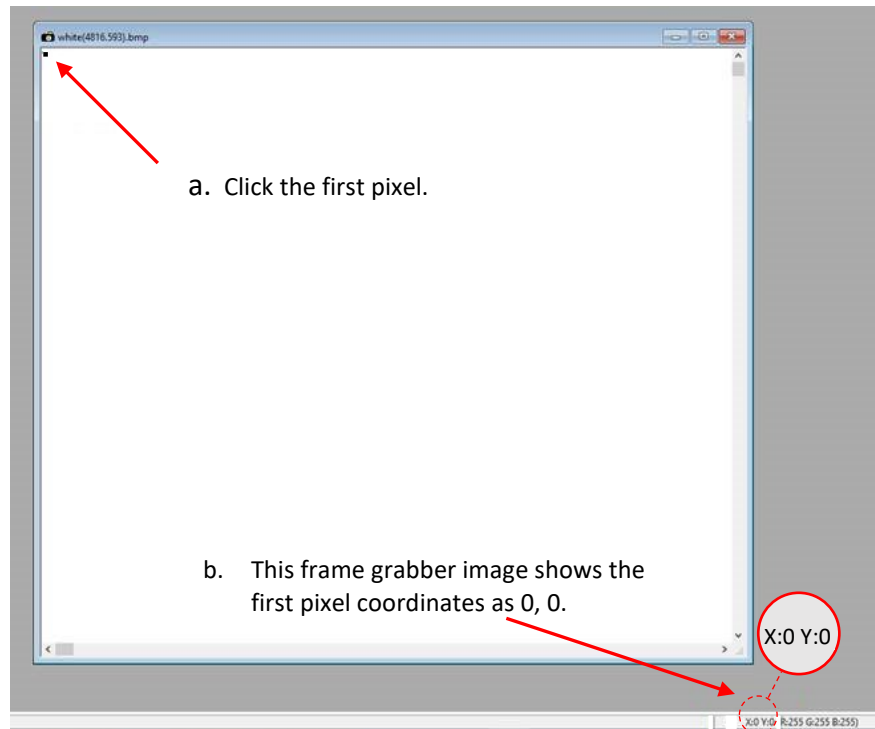 white(4816.593).bmp
a. Click the first pixel.
b. This frame grabber image shows the
first pixel coordinates as 0, 0.
X:0 Y:0
X:0 Y:0 R:255 G:255 B:255)